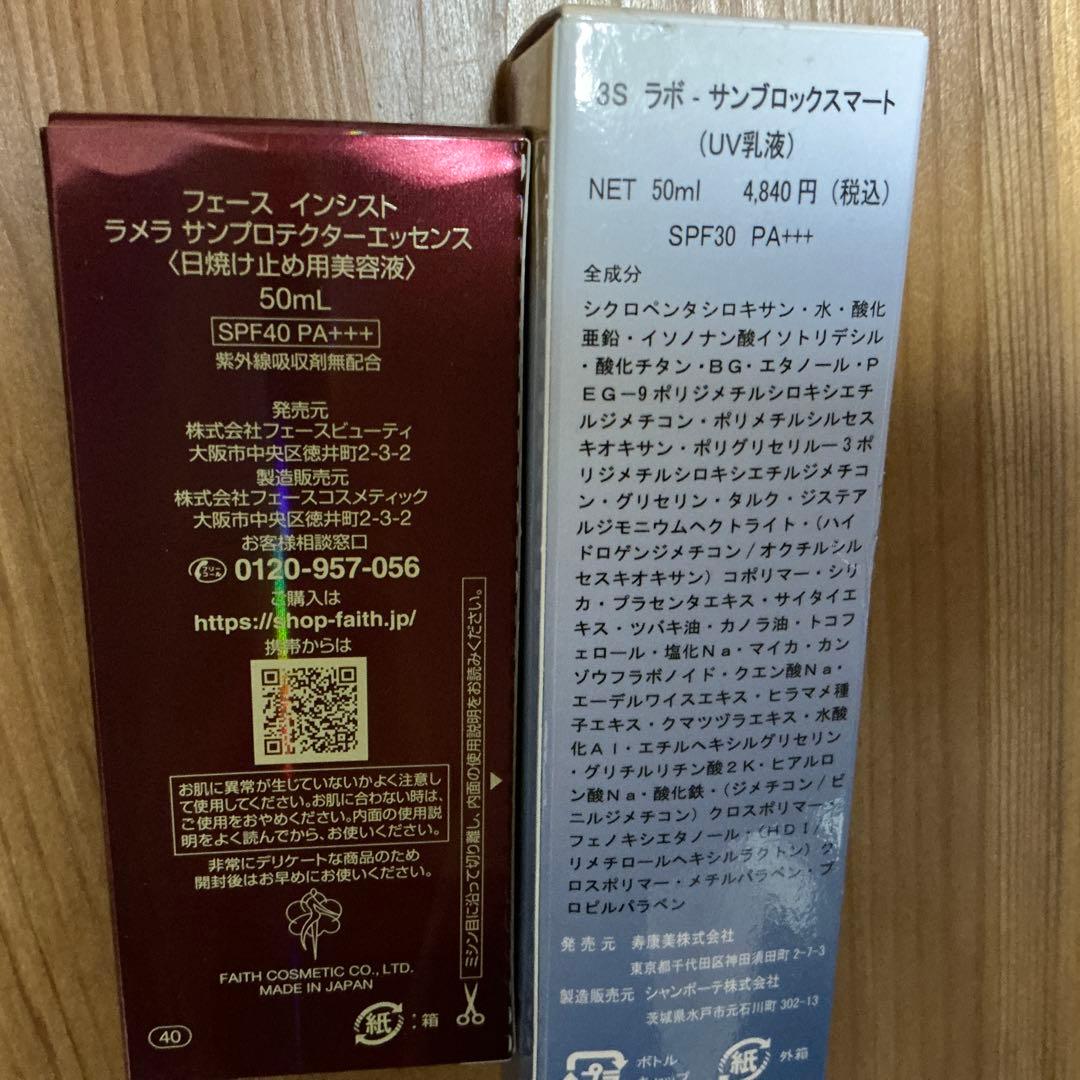 フェース インシスト
ラメラ サンプロテクターエッセンス
〈日焼け止め用美容液〉
50mL
SPF40 PA+++
紫外線吸収剤無配合
発売元
株式会社フェースビューティ
大阪市中央区徳井町2-3-2
製造販売元
株式会社フェースコスメティック
大阪市中央区徳井町2-3-2
お客様相談窓口
フリーコール 0120-957-056
ご購入は
https://shop-faith.jp/
携帯からは
お肌に異常が生じていないかよく注意し
て使用してください。お肌に合わない時は、
ご使用をおやめください。内面の使用説
明をよく読んでから、お使いください。
非常にデリケートな商品のため
開封後はお早めにお使いください。
FAITH COSMETIC CO., LTD.
MADE IN JAPAN
40
紙：箱
ミシン目に沿って切り離し、内面の使用説明をお読みください。
3S ラボ - サンブロックスマート
（UV乳液）
NET 50ml 4,840円（税込）
SPF30 PA+++
全成分
シクロペンタシロキサン・水・酸化
亜鉛・イソノナン酸イソトリデシル
・酸化チタン・BG・エタノール・P
EG－9ポリジメチルシロキシエチ
ルジメチコン・ポリメチルシルセス
キオキサン・ポリグリセリル－3ポ
リジメチルシロキシエチルジメチコ
ン・グリセリン・タルク・ジステア
ルジモニウムヘクトライト・（ハイ
ドロゲンジメチコン/オクチルシル
セスキオキサン）コポリマー・シリ
カ・プラセンタエキス・サイタイエ
キス・ツバキ油・カノラ油・トコフ
ェロール・塩化Na・マイカ・カン
ゾウフラボノイド・クエン酸Na・
エーデルワイスエキス・ヒラマメ種
子エキス・クマツヅラエキス・水酸
化Al・エチルヘキシルグリセリン
・グリチルリチン酸2K・ヒアルロ
ン酸Na・酸化鉄・（ジメチコン/ビ
ニルジメチコン）クロスポリマー・
フェノキシエタノール・（HDI/
リメチロールヘキシルラクトン）ク
ロスポリマー・メチルパラベン・プ
ロピルパラベン
発売元 寿康美株式会社
東京都千代田区神田須田町2-7-3
製造販売元 シャンボーテ株式会社
茨城県水戸市元石川町302-13
プラ ボトル
紙 外箱